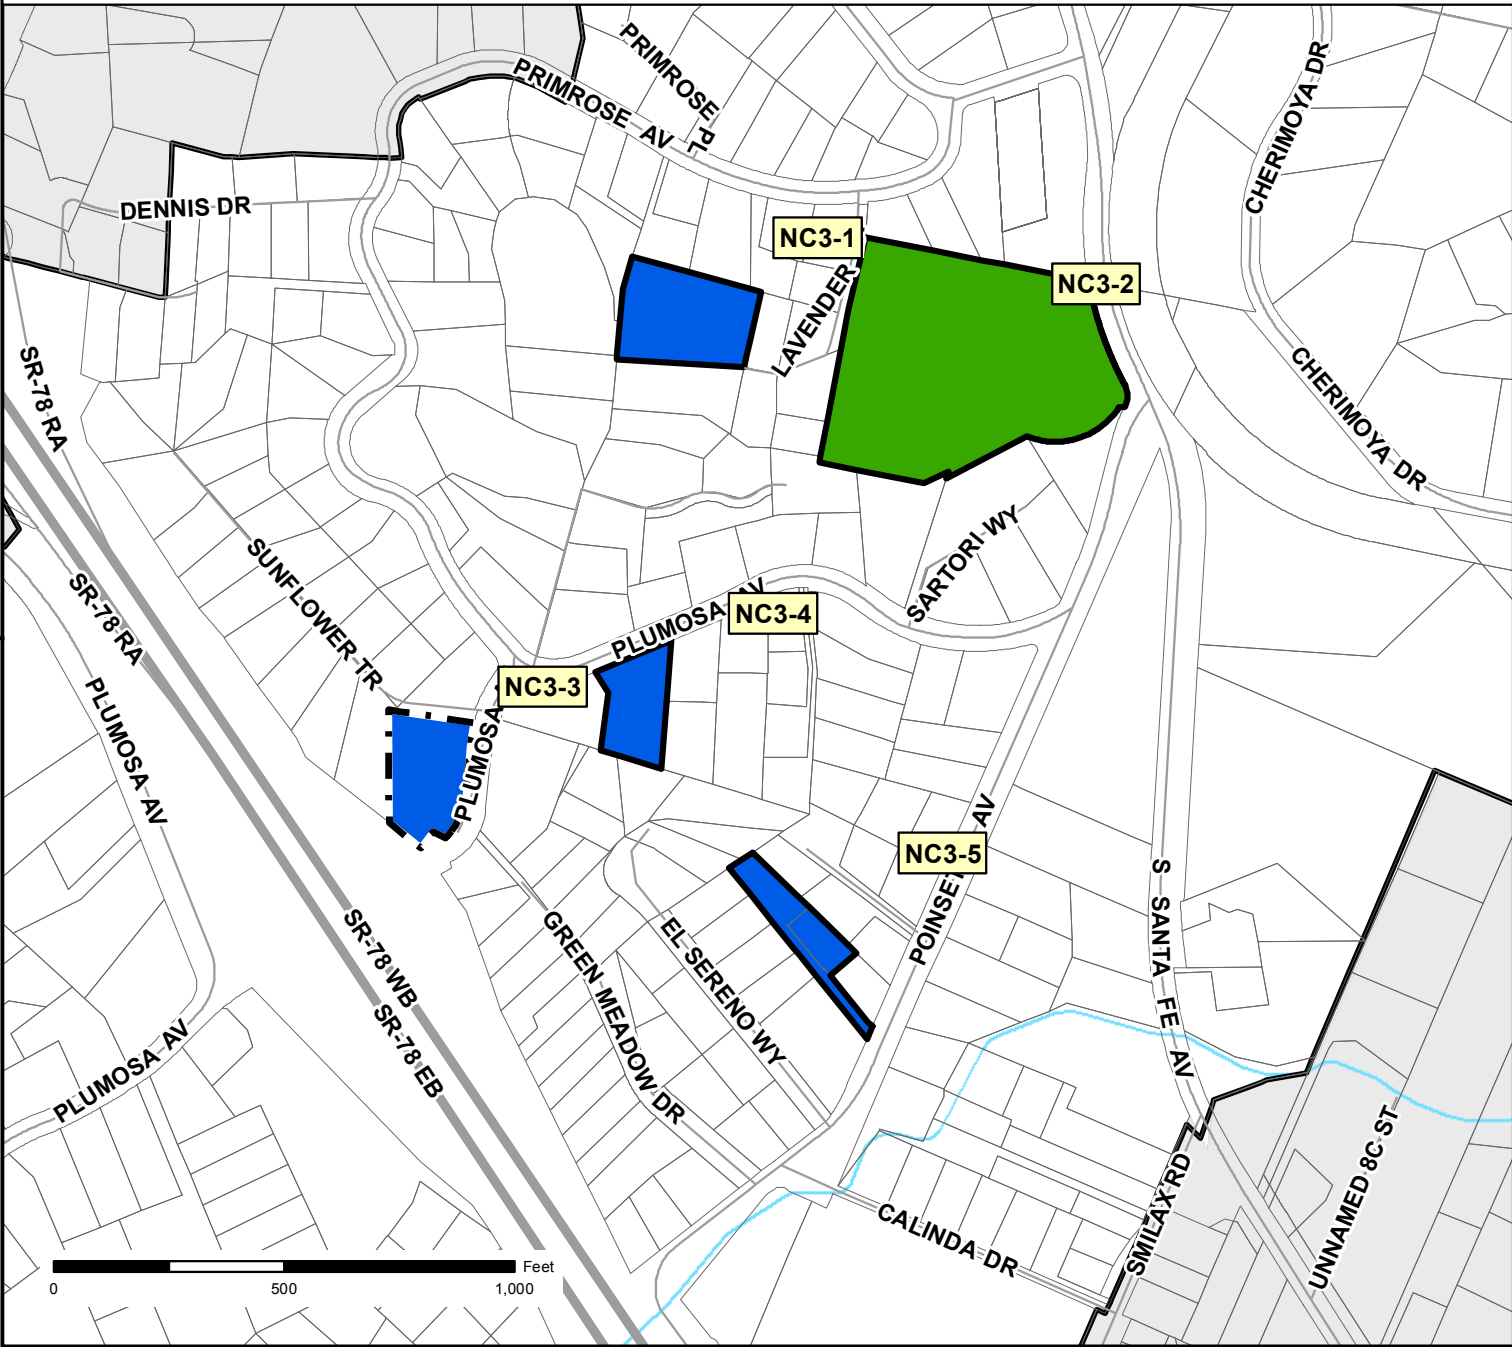 PRIMROSE PL
PRIMROSE AV
CHERIMOYA DR
DENNIS DR
NC3-1
NC3-2
LAVENDER
SR-78 RA
CHERIMOYA DR
SARTORI WY
SUNFLOWER TR
SR-78 RA
PLUMOSA AV
NC3-4
NC3-3
PLUMOSA
PLUMOSA AV
NC3-5
POINSET AV
S SANTA FE AV
EL SERENO WY
GREEN MEADOW DR
SR-78 WB
SR-78 EB
PLUMOSA AV
CALINDA DR
SMILAX RD
UNNAMED 8C ST
Feet
0 500 1,000